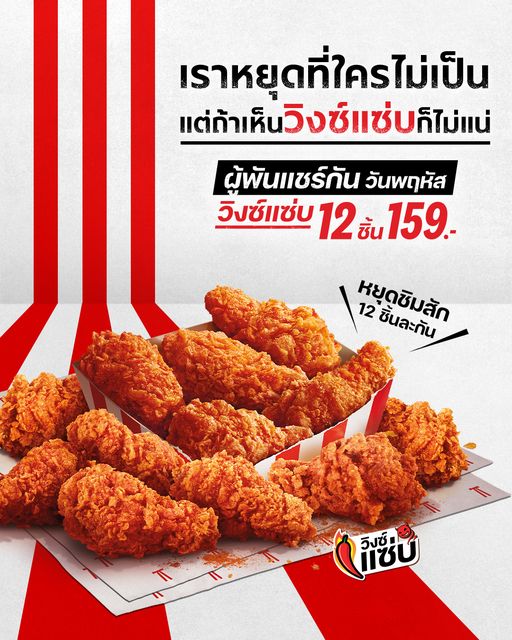 เราหยุดที่ใครไม่เป็น
แต่ถ้าเห็นวิงซ์แซ่บก็ไม่แน่
ผู้พันแชร์กัน วันพฤหัส
วิงซ์แซ่บ 12 ชิ้น 159.-
หยุดชิมสัก
12 ชิ้นละกัน
วิงซ์
แซ่บ